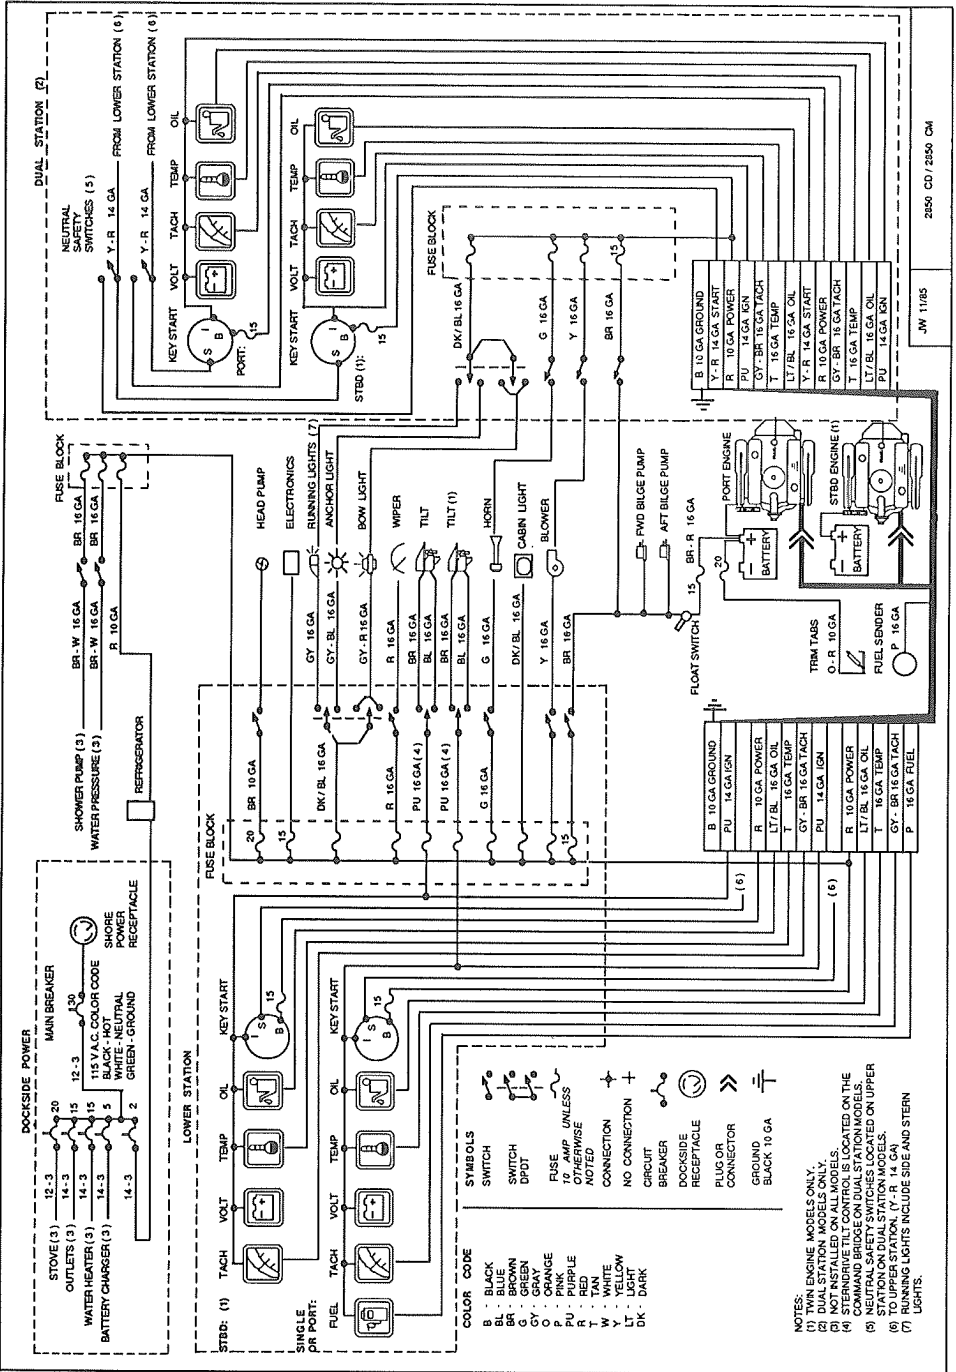 DOCKSIDE POWER
MAIN BREAKER
12 - 3
30
SHORE
POWER
RECEPTACLE
115 V A.C. COLOR CODE
BLACK - HOT
WHITE - NEUTRAL
GREEN - GROUND
STOVE (3)
12 - 3
20
OUTLETS (3)
14 - 3
15
WATER HEATER (3)
14 - 3
15
BATTERY CHARGER (3)
14 - 3
5
14 - 3
2
SHOWER PUMP (3)
BR - W 16 GA
BR 16 GA
WATER PRESSURE (3)
BR - W 16 GA
BR 16 GA
REFRIGERATOR
R 10 GA
FUSE BLOCK
DUAL STATION (2)
NEUTRAL
SAFETY
SWITCHES (5)
Y - R 14 GA
FROM LOWER STATION (6)
Y - R 14 GA
FROM LOWER STATION (6)
KEY START
VOLT
TACH
TEMP
OIL
S
I
B
15
PORT:
KEY START
VOLT
TACH
TEMP
OIL
S
I
B
15
STBD (1):
FUSE BLOCK
DK/BL 16 GA
G 16 GA
Y 16 GA
BR 16 GA
15
LOWER STATION
STBD: (1)
TACH
VOLT
TEMP
OIL
KEY START
I
S
B
15
SINGLE
OR PORT:
FUEL
TACH
VOLT
TEMP
OIL
KEY START
I
S
B
15
FUSE BLOCK
20
BR 10 GA
HEAD PUMP
15
ELECTRONICS
DK/BL 16 GA
GY 16 GA
RUNNING LIGHTS (7)
GY - BL 16 GA
ANCHOR LIGHT
GY - R 16 GA
BOW LIGHT
R 16 GA
R 16 GA
WIPER
PU 16 GA (4)
BR 16 GA
BL 16 GA
TILT
PU 16 GA (4)
BR 16 GA
BL 16 GA
TILT (1)
G 16 GA
G 16 GA
HORN
DK/BL 16 GA
CABIN LIGHT
Y 16 GA
BLOWER
15
BR 16 GA
FWD BILGE PUMP
AFT BILGE PUMP
FLOAT SWITCH
15
BR - R 16 GA
20
TRIM TABS
O - R 10 GA
FUEL SENDER
P 16 GA
PORT ENGINE
BATTERY
STBD ENGINE (1)
BATTERY
B 10 GA GROUND
Y - R 14 GA START
R 10 GA POWER
PU 14 GA IGN
GY - BR 16 GA TACH
T 16 GA TEMP
LT/BL 16 GA OIL
Y - R 14 GA START
R 10 GA POWER
GY - BR 16 GA TACH
T 16 GA TEMP
LT/BL 16 GA OIL
PU 14 GA IGN
B 10 GA GROUND
PU 14 GA IGN
R 10 GA POWER
LT/BL 16 GA OIL
T 16 GA TEMP
GY - BR 16 GA TACH
PU 14 GA IGN
R 10 GA POWER
LT/BL 16 GA OIL
T 16 GA TEMP
GY - BR 16 GA TACH
P 16 GA FUEL
(6)
(6)
COLOR CODE
B - BLACK
BL - BLUE
BR - BROWN
G - GREEN
GY - GRAY
O - ORANGE
P - PINK
PU - PURPLE
R - RED
T - TAN
W - WHITE
Y - YELLOW
LT - LIGHT
DK - DARK
SYMBOLS
SWITCH
SWITCH
DPDT
FUSE
10 AMP UNLESS
OTHERWISE
NOTED
CONNECTION
NO CONNECTION
CIRCUIT
BREAKER
DOCKSIDE
RECEPTACLE
PLUG OR
CONNECTOR
GROUND
BLACK 10 GA
NOTES:
(1) TWIN ENGINE MODELS ONLY.
(2) DUAL STATION MODELS ONLY.
(3) NOT INSTALLED ON ALL MODELS.
(4) STERNDRIVE TILT CONTROL IS LOCATED ON THE
COMMAND BRIDGE ON DUAL STATION MODELS.
(5) NEUTRAL SAFETY SWITCHES LOCATED ON UPPER
STATION ON DUAL STATION MODELS.
(6) TO UPPER STATION. (Y - R 14 GA)
(7) RUNNING LIGHTS INCLUDE SIDE AND STERN
LIGHTS.
JW 11/85
2850 CD / 2850 CM